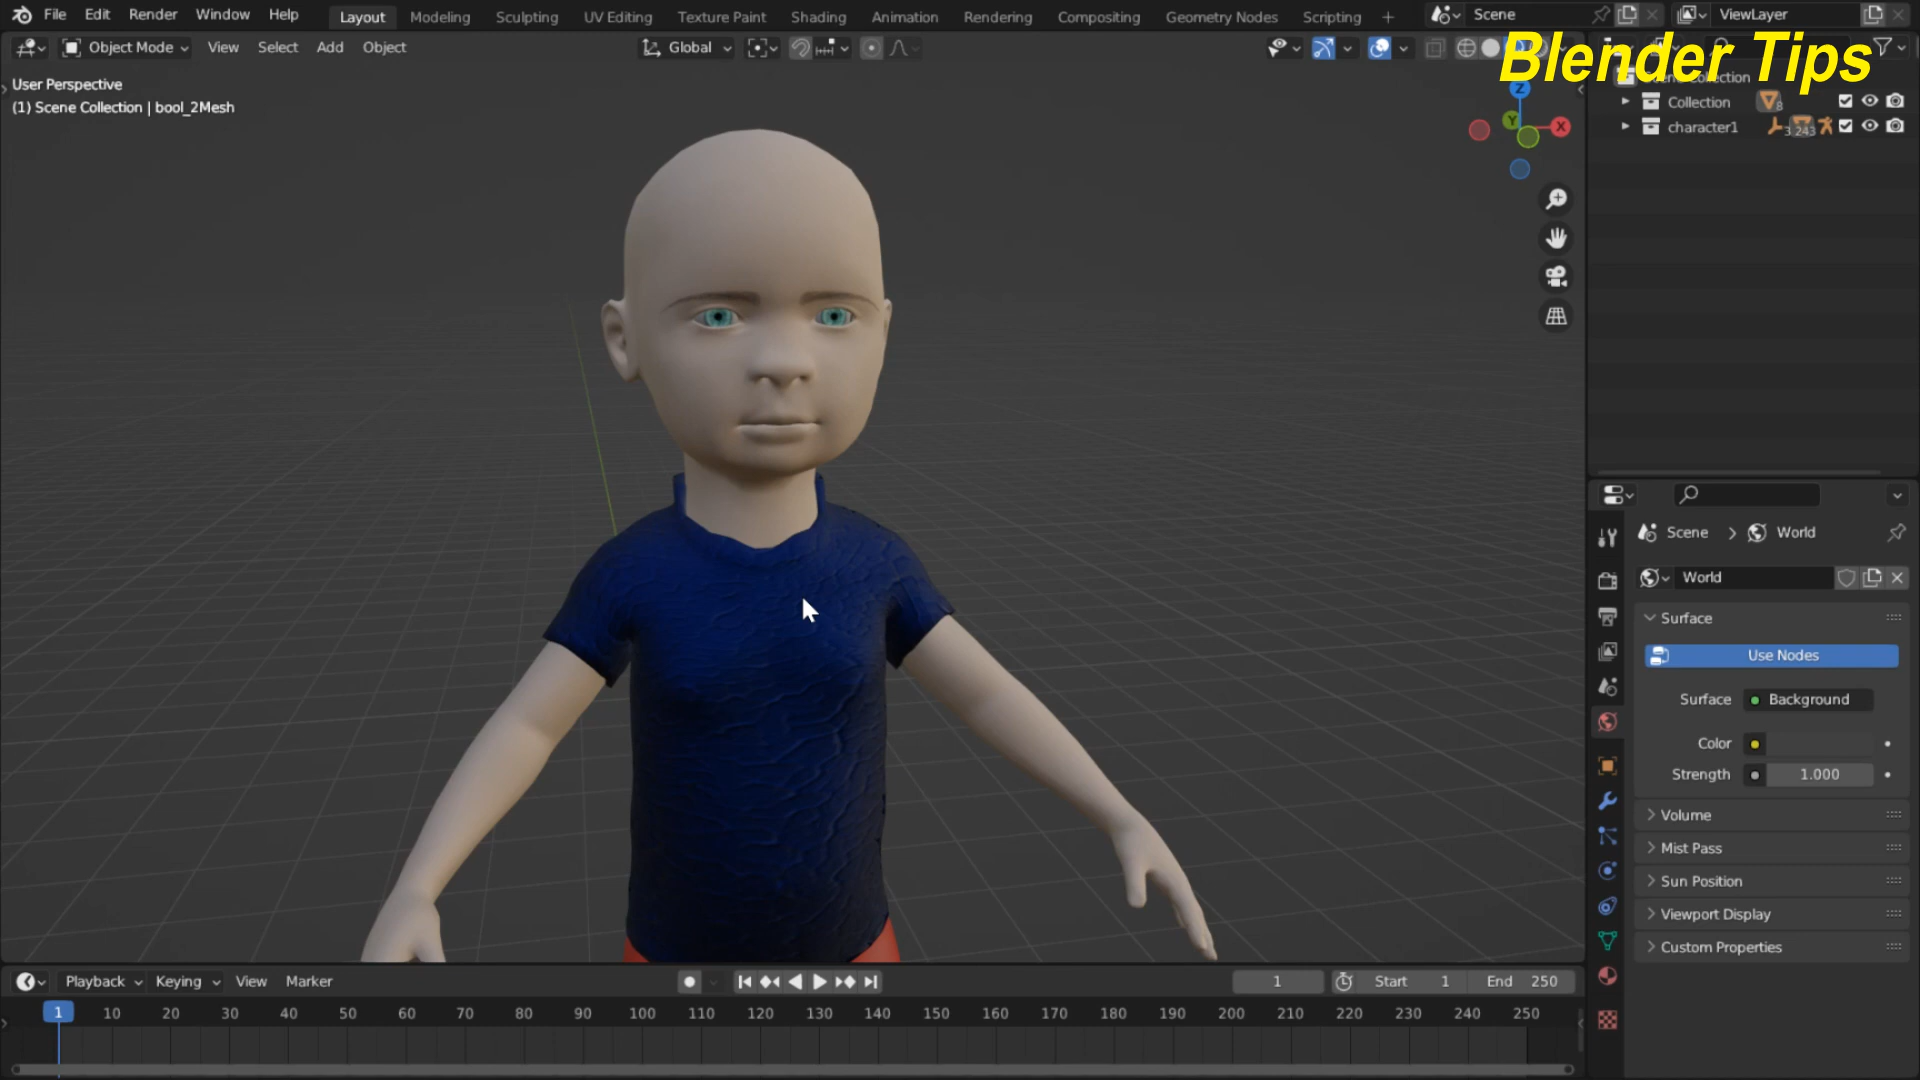 File Edit Render Window Help Layout Modeling Sculpting UV Editing Texture Paint Shading Animation Rendering Compositing Geometry Nodes Scripting + Scene ViewLayer
Object Mode View Select Add Object Global
Blender Tips
User Perspective
(1) Scene Collection | bool_2Mesh
Z
Y
X
Collection 8
character1 3 243
Scene > World
World
Surface
Use Nodes
Surface Background
Color
Strength 1.000
Volume
Mist Pass
Sun Position
Viewport Display
Custom Properties
Playback Keying View Marker 1 Start 1 End 250
1 10 20 30 40 50 60 70 80 90 100 110 120 130 140 150 160 170 180 190 200 210 220 230 240 250